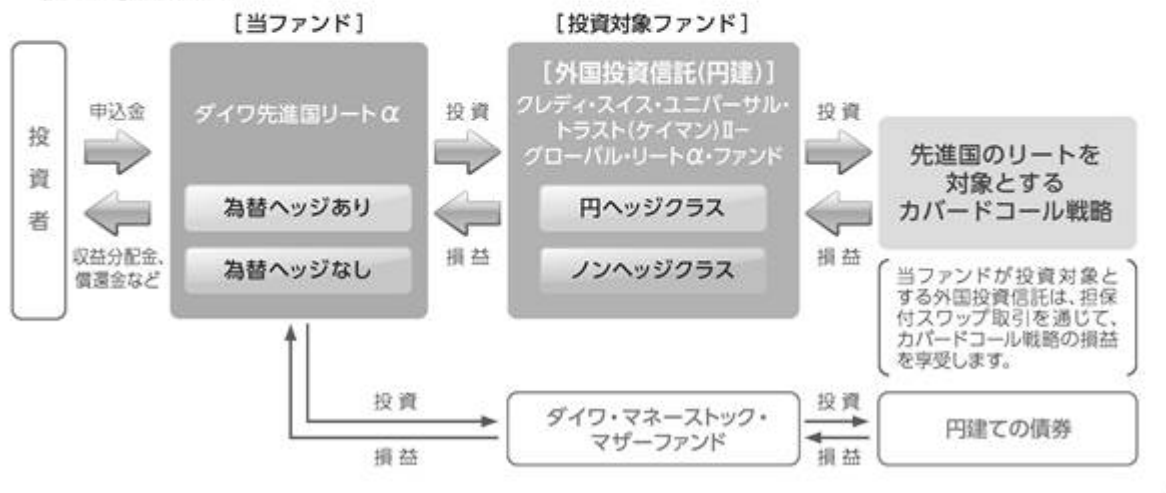 [当ファンド]
[投資対象ファンド]
投資者
申込金
収益分配金、
償還金など
ダイワ先進国リートα
為替ヘッジあり
為替ヘッジなし
投資
損益
[外国投資信託(円建)]
クレディ・スイス・ユニバーサル・
トラスト(ケイマン)Ⅱ−
グローバル・リートα・ファンド
円ヘッジクラス
ノンヘッジクラス
投資
損益
先進国のリートを
対象とする
カバードコール戦略
当ファンドが投資対象と
する外国投資信託は、担保
付スワップ取引を通じて、
カバードコール戦略の損益
を享受します。
投資
損益
ダイワ・マネーストック・
マザーファンド
投資
損益
円建ての債券